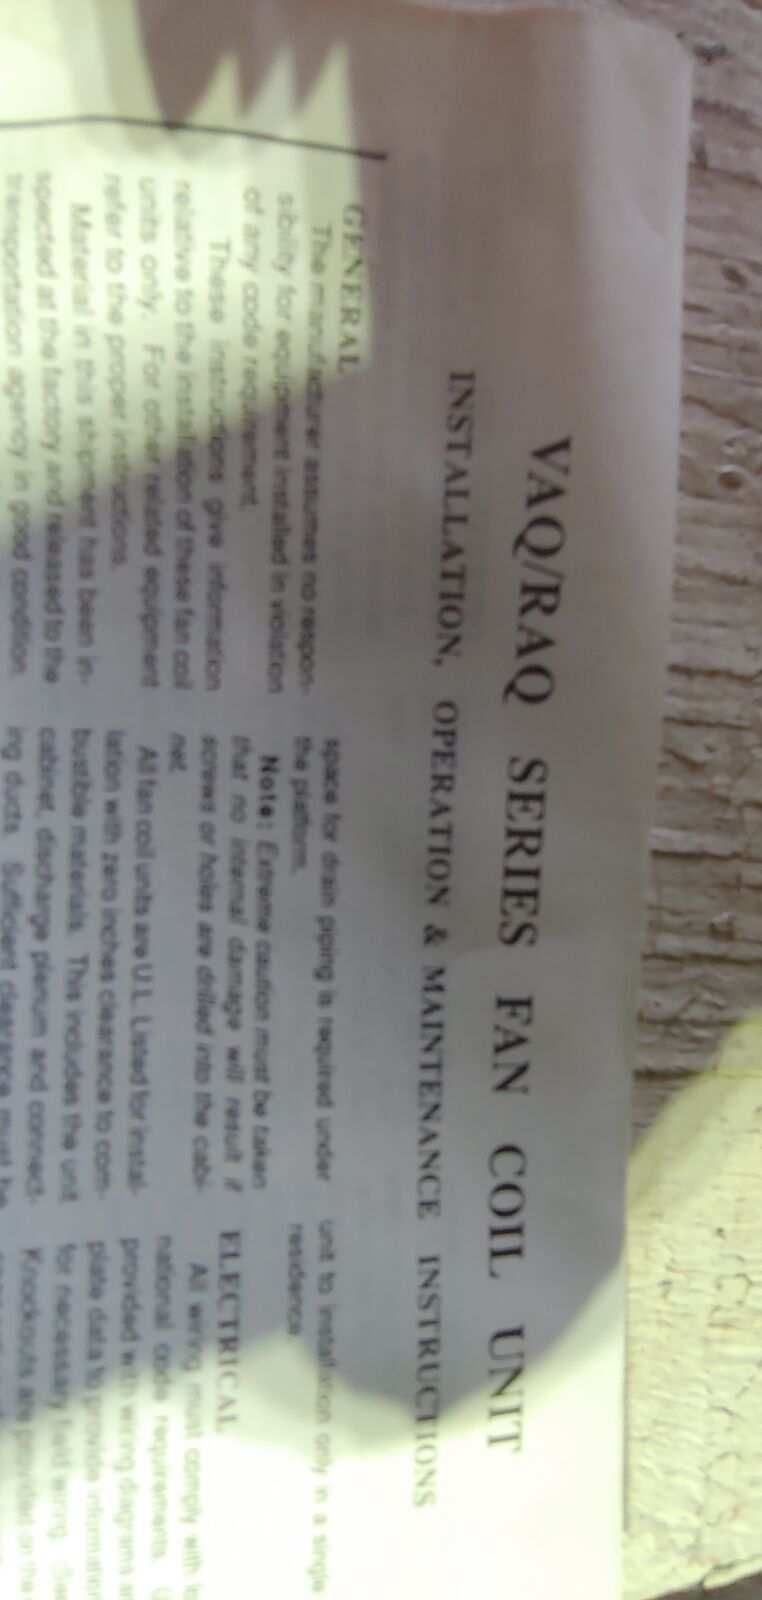 VAQ/RAQ SERIES FAN COIL UNIT
INSTALLATION, OPERATION & MAINTENANCE INSTRUCTIONS
GENERAL
The manufacturer assumes no respon-
sibility for equipment installed in violation
of any code requirement.
These instructions give information
relative to the installation of these fan coil
units only. For other related equipment
refer to the proper instructions.
Material in this shipment has been in-
spected at the factory and released to the
transportation agency in good condition.
space for drain piping is required under
the platform.
Note: Extreme caution must be taken
that no internal damage will result if
screws or holes are drilled into the cabi-
net.
All fan coil units are U.L. Listed for instal-
lation with zero inches clearance to com-
bustible materials. This includes the unit
cabinet, discharge plenum and connect-
ing ducts. Sufficient clearance must be
unit to installation only in a single
residence
ELECTRICAL
All wiring must comply with
national code requirements.
provided with wiring diagrams
plate data to provide information
for necessary field wiring. (See
Knockouts are provided on the